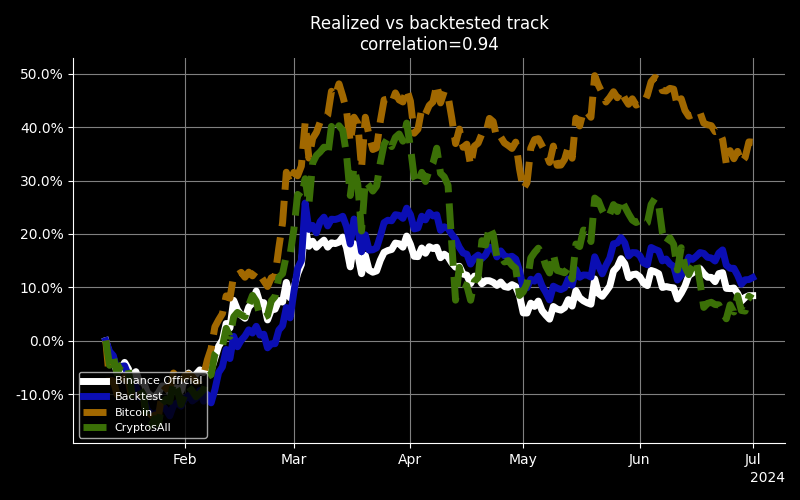 Realized vs backtested track
correlation=0.94
50.0%
40.0%
30.0%
20.0%
10.0%
0.0%
-10.0%
Binance Official
Backtest
Bitcoin
CryptosAll
Feb
Mar
Apr
May
Jun
Jul
2024